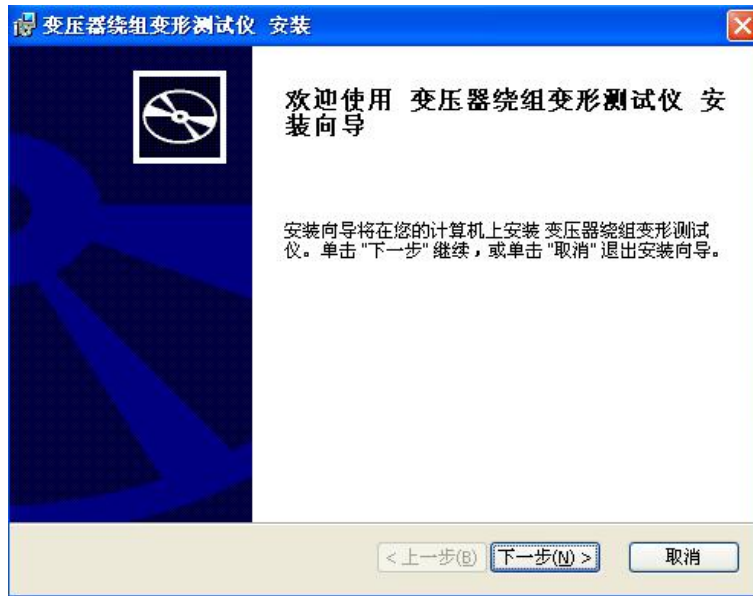 变压器绕组变形测试仪 安装
欢迎使用 变压器绕组变形测试仪 安
装向导
安装向导将在您的计算机上安装 变压器绕组变形测试
仪。单击 "下一步" 继续，或单击 "取消" 退出安装向导。
< 上一步(B) 下一步(N) > 取消